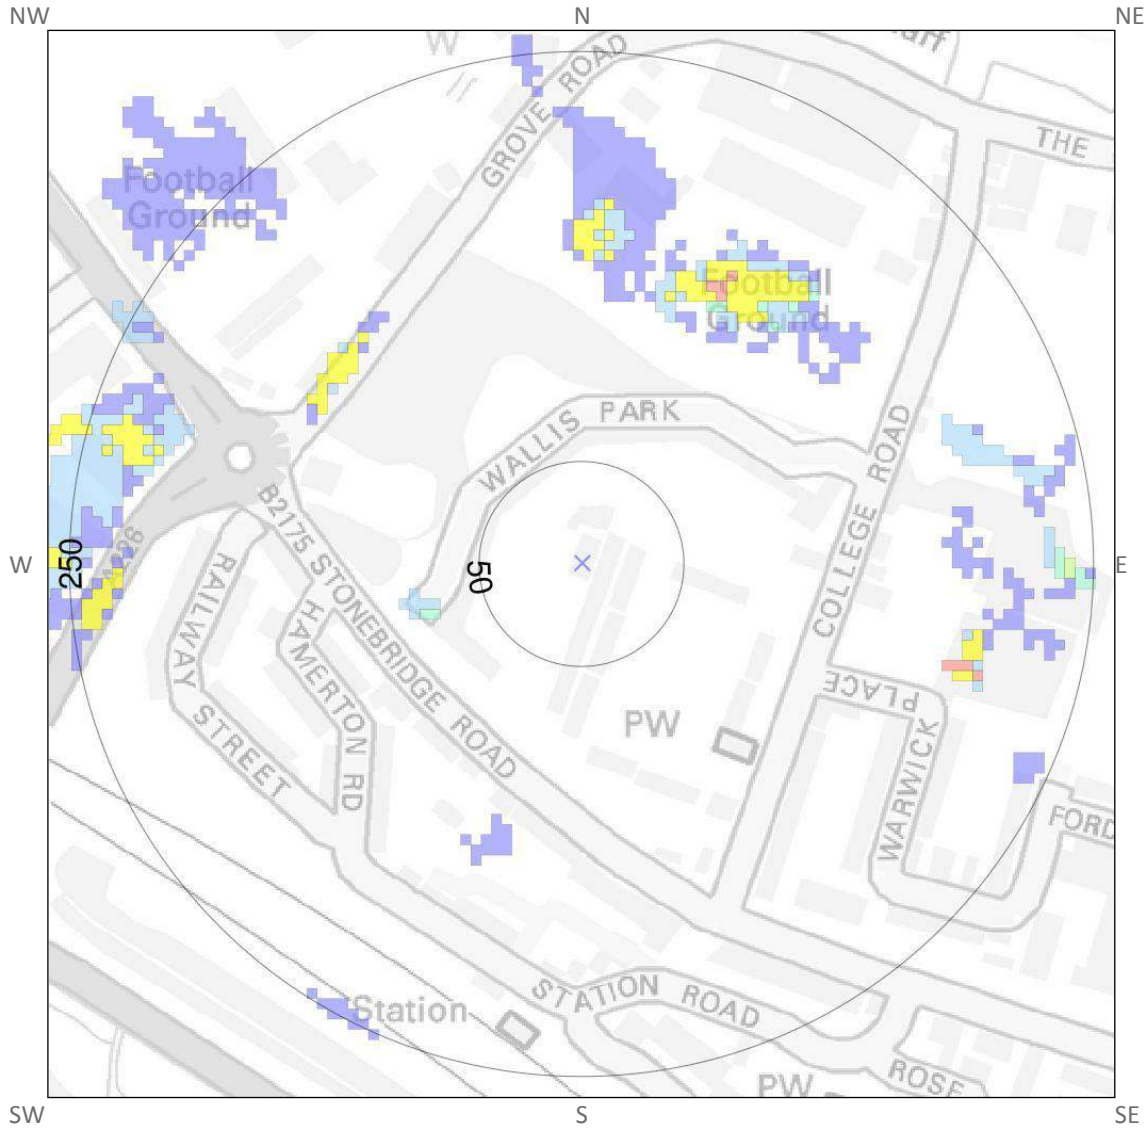 NW N NE
W
GROVE ROAD
THE
Football
Ground
Football
Ground
WALLIS PARK
COLLEGE ROAD
B2175 STONEBRIDGE ROAD
W
250
50
E
RAILWAY STREET
HAMERTON RD
PLACE
WARWICK
PW
FORD
STATION ROAD
Station
ROSE
PW
SW S SE